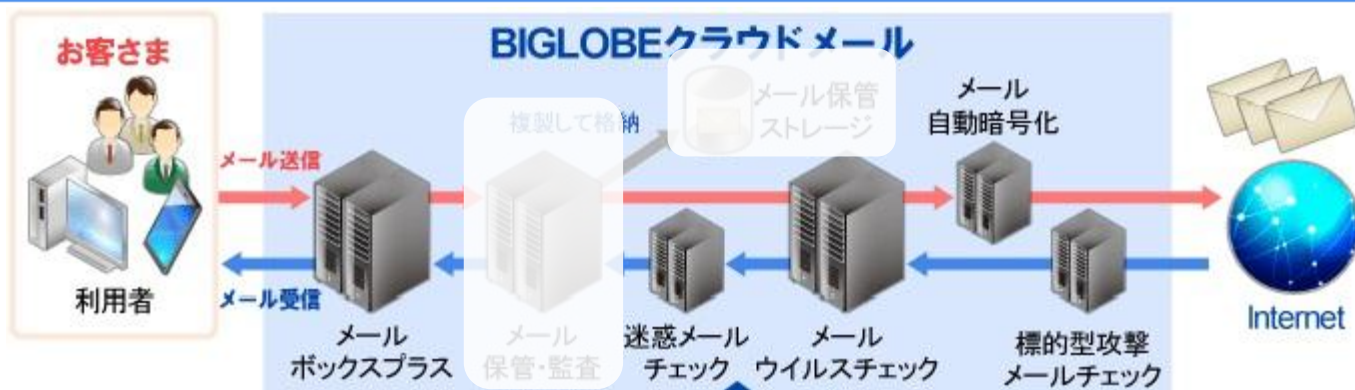 BIGLOBEクラウドメール
お客さま
メール保管
ストレージ
複製して格納
メール
自動暗号化
メール送信
メール受信
利用者
Internet
メール
ボックスプラス
メール
保管・監査
迷惑メール
チェック
メール
ウイルスチェック
標的型攻撃
メールチェック